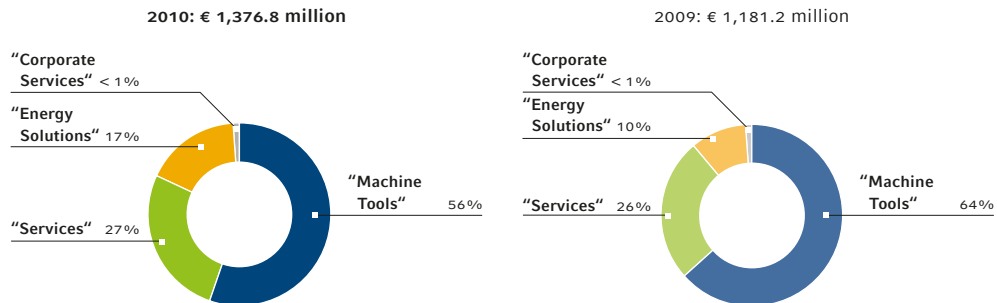 2010: € 1,376.8 million
“Corporate
Services“ < 1%
“Energy
Solutions“ 17%
“Machine
Tools“ 56%
“Services“ 27%
2009: € 1,181.2 million
“Corporate
Services“ < 1%
“Energy
Solutions“ 10%
“Machine
Tools“ 64%
“Services“ 26%